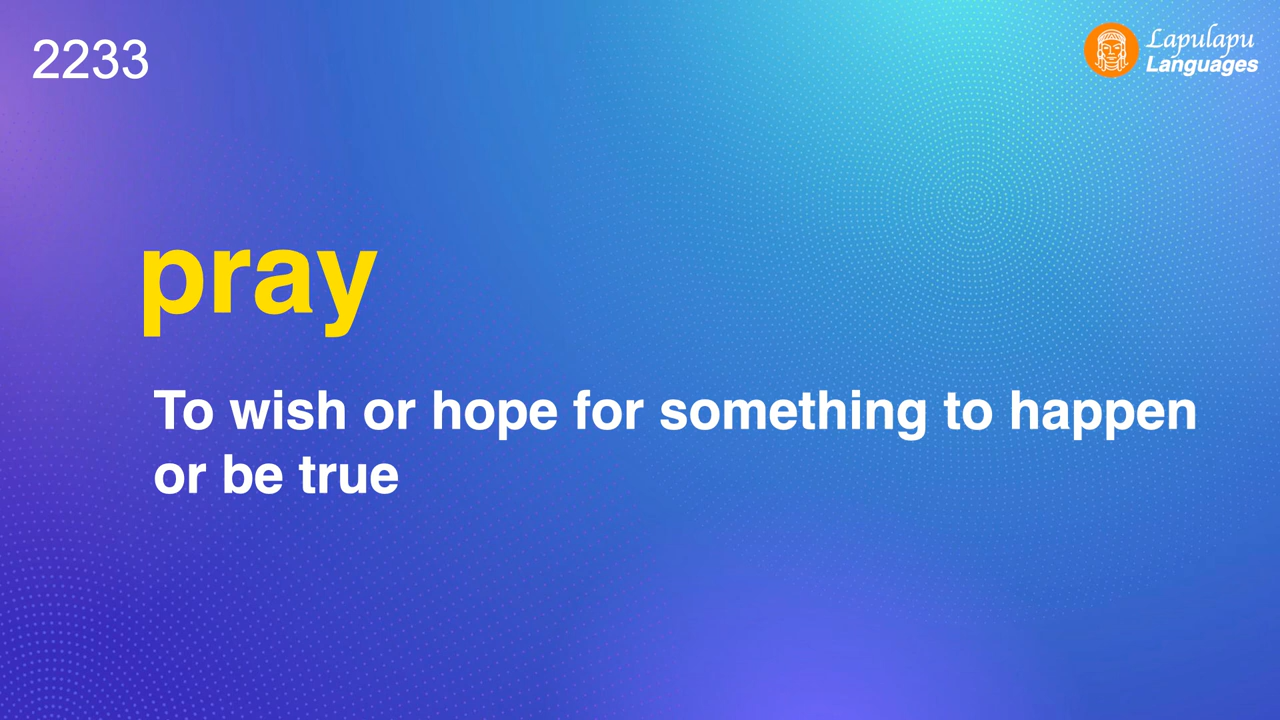 2233
Lapulapu
Languages
pray
To wish or hope for something to happen
or be true